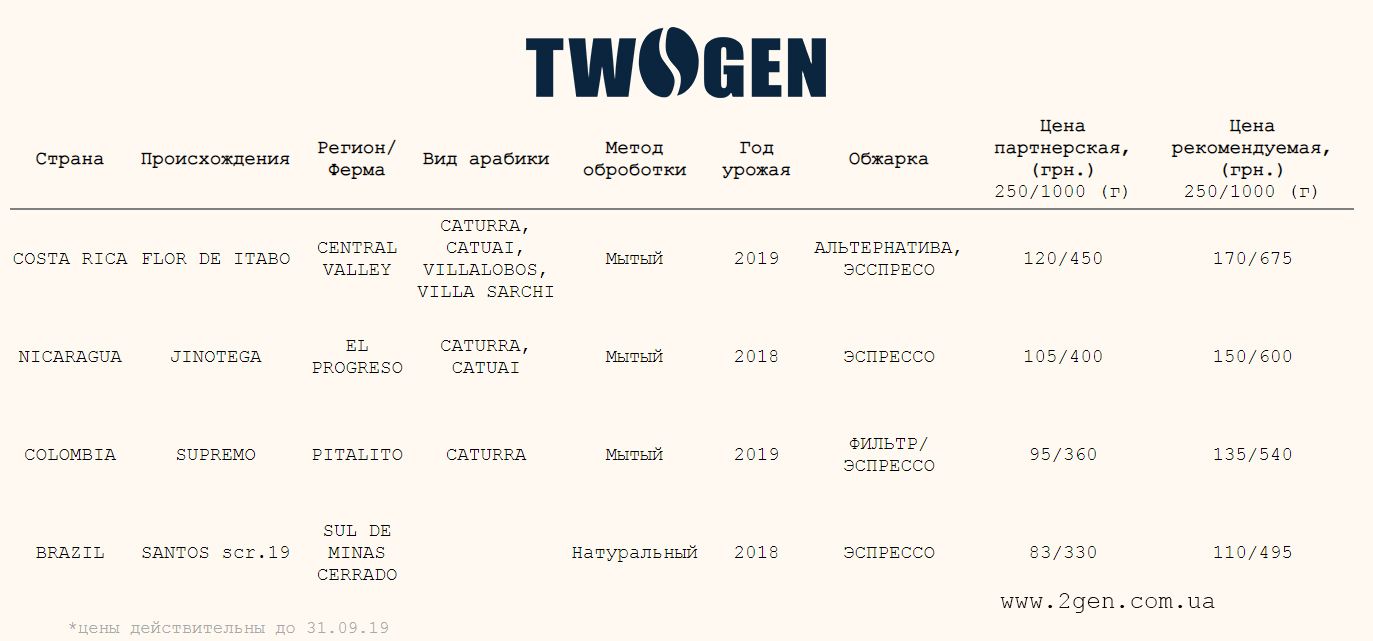 TWOGEN
Страна Происхождения Регион/ Ферма Вид арабики Метод оброботки Год урожая Обжарка Цена партнерская, (грн.) 250/1000 (г) Цена рекомендуемая, (грн.) 250/1000 (г)
COSTA RICA FLOR DE ITABO CENTRAL VALLEY CATURRA, CATUAI, VILLALOBOS, VILLA SARCHI Мытый 2019 АЛЬТЕРНАТИВА, ЭССПРЕСО 120/450 170/675
NICARAGUA JINOTEGA EL PROGRESO CATURRA, CATUAI Мытый 2018 ЭСПРЕССО 105/400 150/600
COLOMBIA SUPREMO PITALITO CATURRA Мытый 2019 ФИЛЬТР/ ЭСПРЕССО 95/360 135/540
BRAZIL SANTOS scr.19 SUL DE MINAS CERRADO Натуральный 2018 ЭСПРЕССО 83/330 110/495
www.2gen.com.ua
*цены действительны до 31.09.19